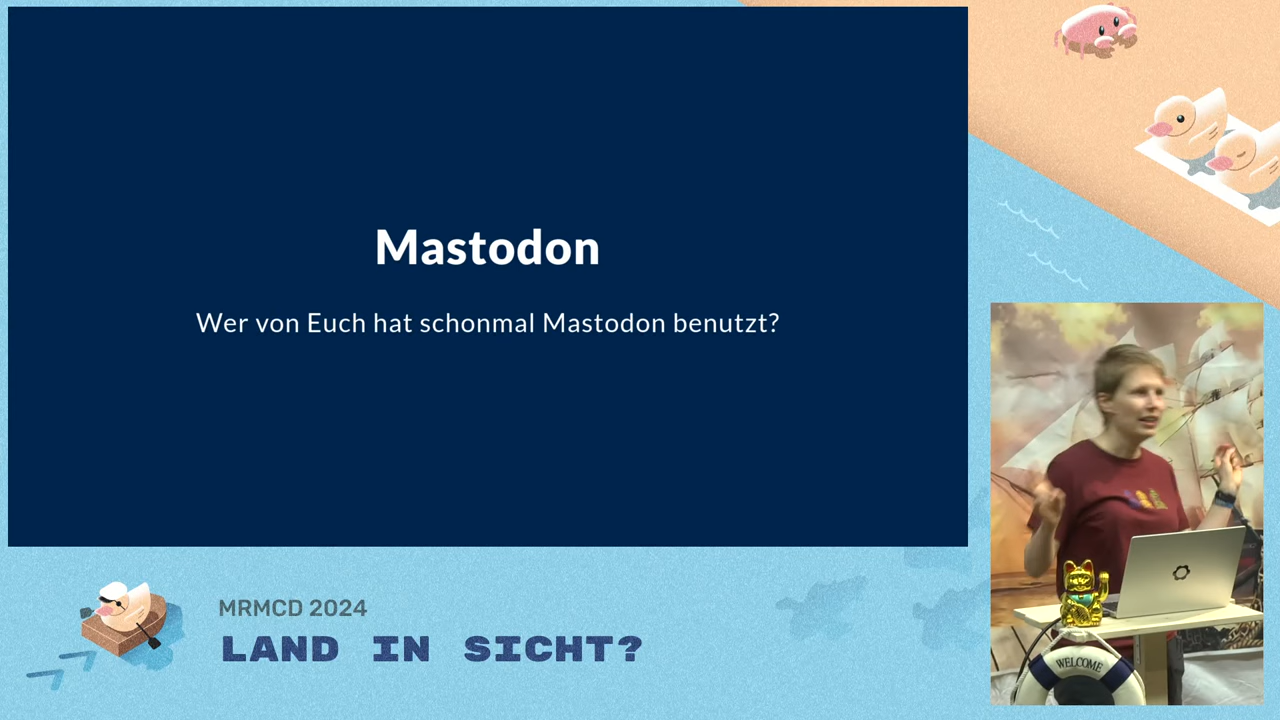 Mastodon
Wer von Euch hat schonmal Mastodon benutzt?
MRMCD 2024
LAND IN SICHT?
WELCOME